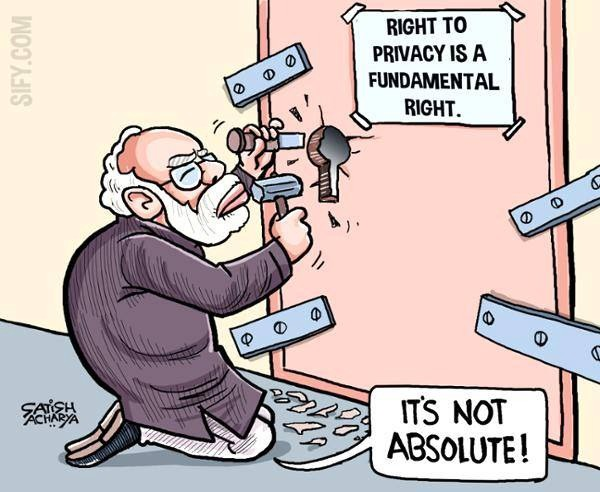 SIFY.COM
RIGHT TO
PRIVACY IS A
FUNDAMENTAL
RIGHT.
SATISH
ACHARYA
IT'S NOT
ABSOLUTE!